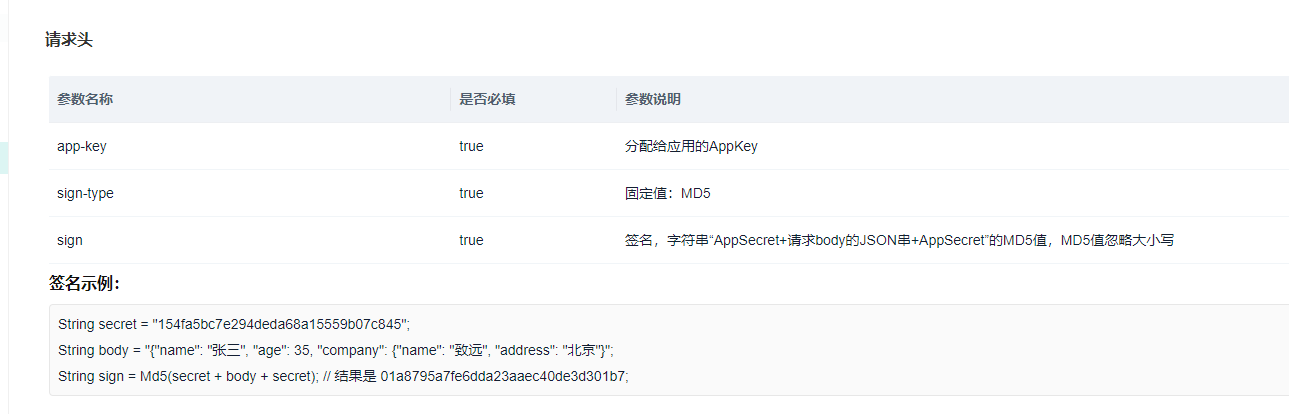 请求头
参数名称 是否必填 参数说明
app-key true 分配给应用的AppKey
sign-type true 固定值：MD5
sign true 签名，字符串“AppSecret+请求body的JSON串+AppSecret”的MD5值，MD5值忽略大小写
签名示例：
String secret = "154fa5bc7e294deda68a15559b07c845";
String body = "{"name": "张三", "age": 35, "company": {"name": "致远", "address": "北京"}";
String sign = Md5(secret + body + secret); // 结果是 01a8795a7fe6dda23aaec40de3d301b7;